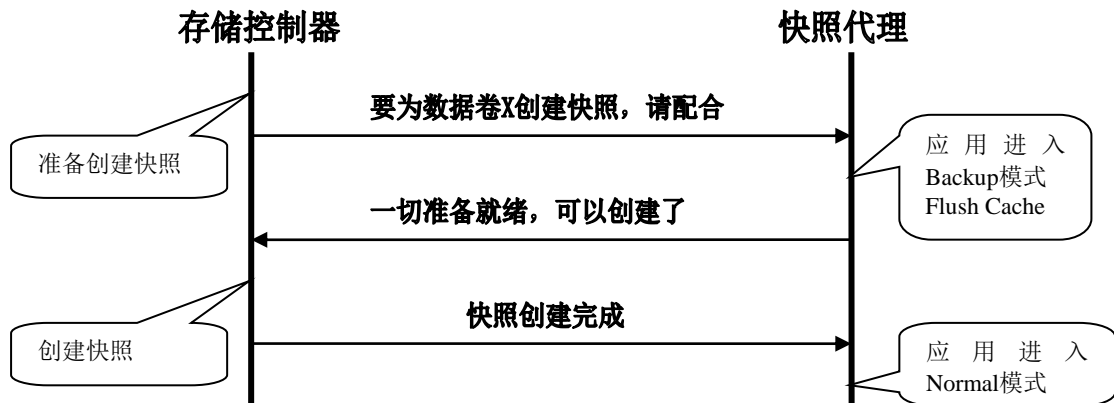 存储控制器
快照代理
要为数据卷X创建快照，请配合
准备创建快照
应用进入
Backup模式
Flush Cache
一切准备就绪，可以创建了
快照创建完成
创建快照
应用进入
Normal模式